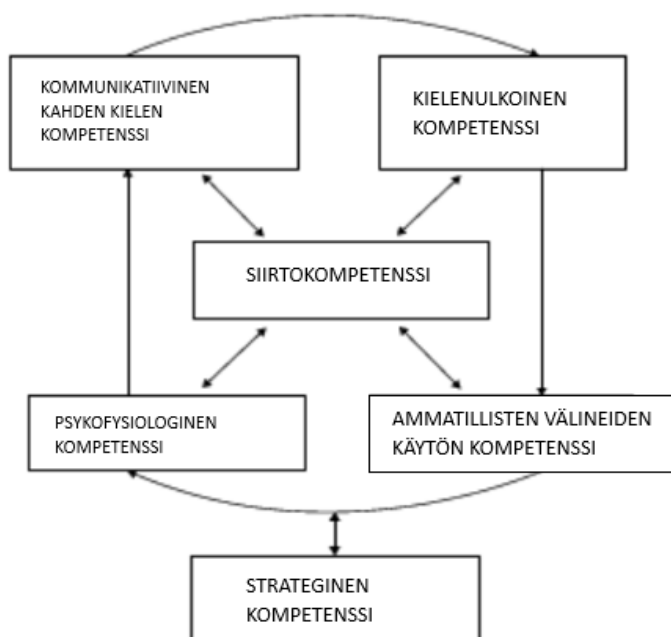 KOMMUNIKATIIVINEN
KAHDEN KIELEN
KOMPETENSSI
KIELENULKOINEN
KOMPETENSSI
SIIRTOKOMPETENSSI
PSYKOFYSIOLOGINEN
KOMPETENSSI
AMMATILLISTEN VÄLINEIDEN
KÄYTÖN KOMPETENSSI
STRATEGINEN
KOMPETENSSI